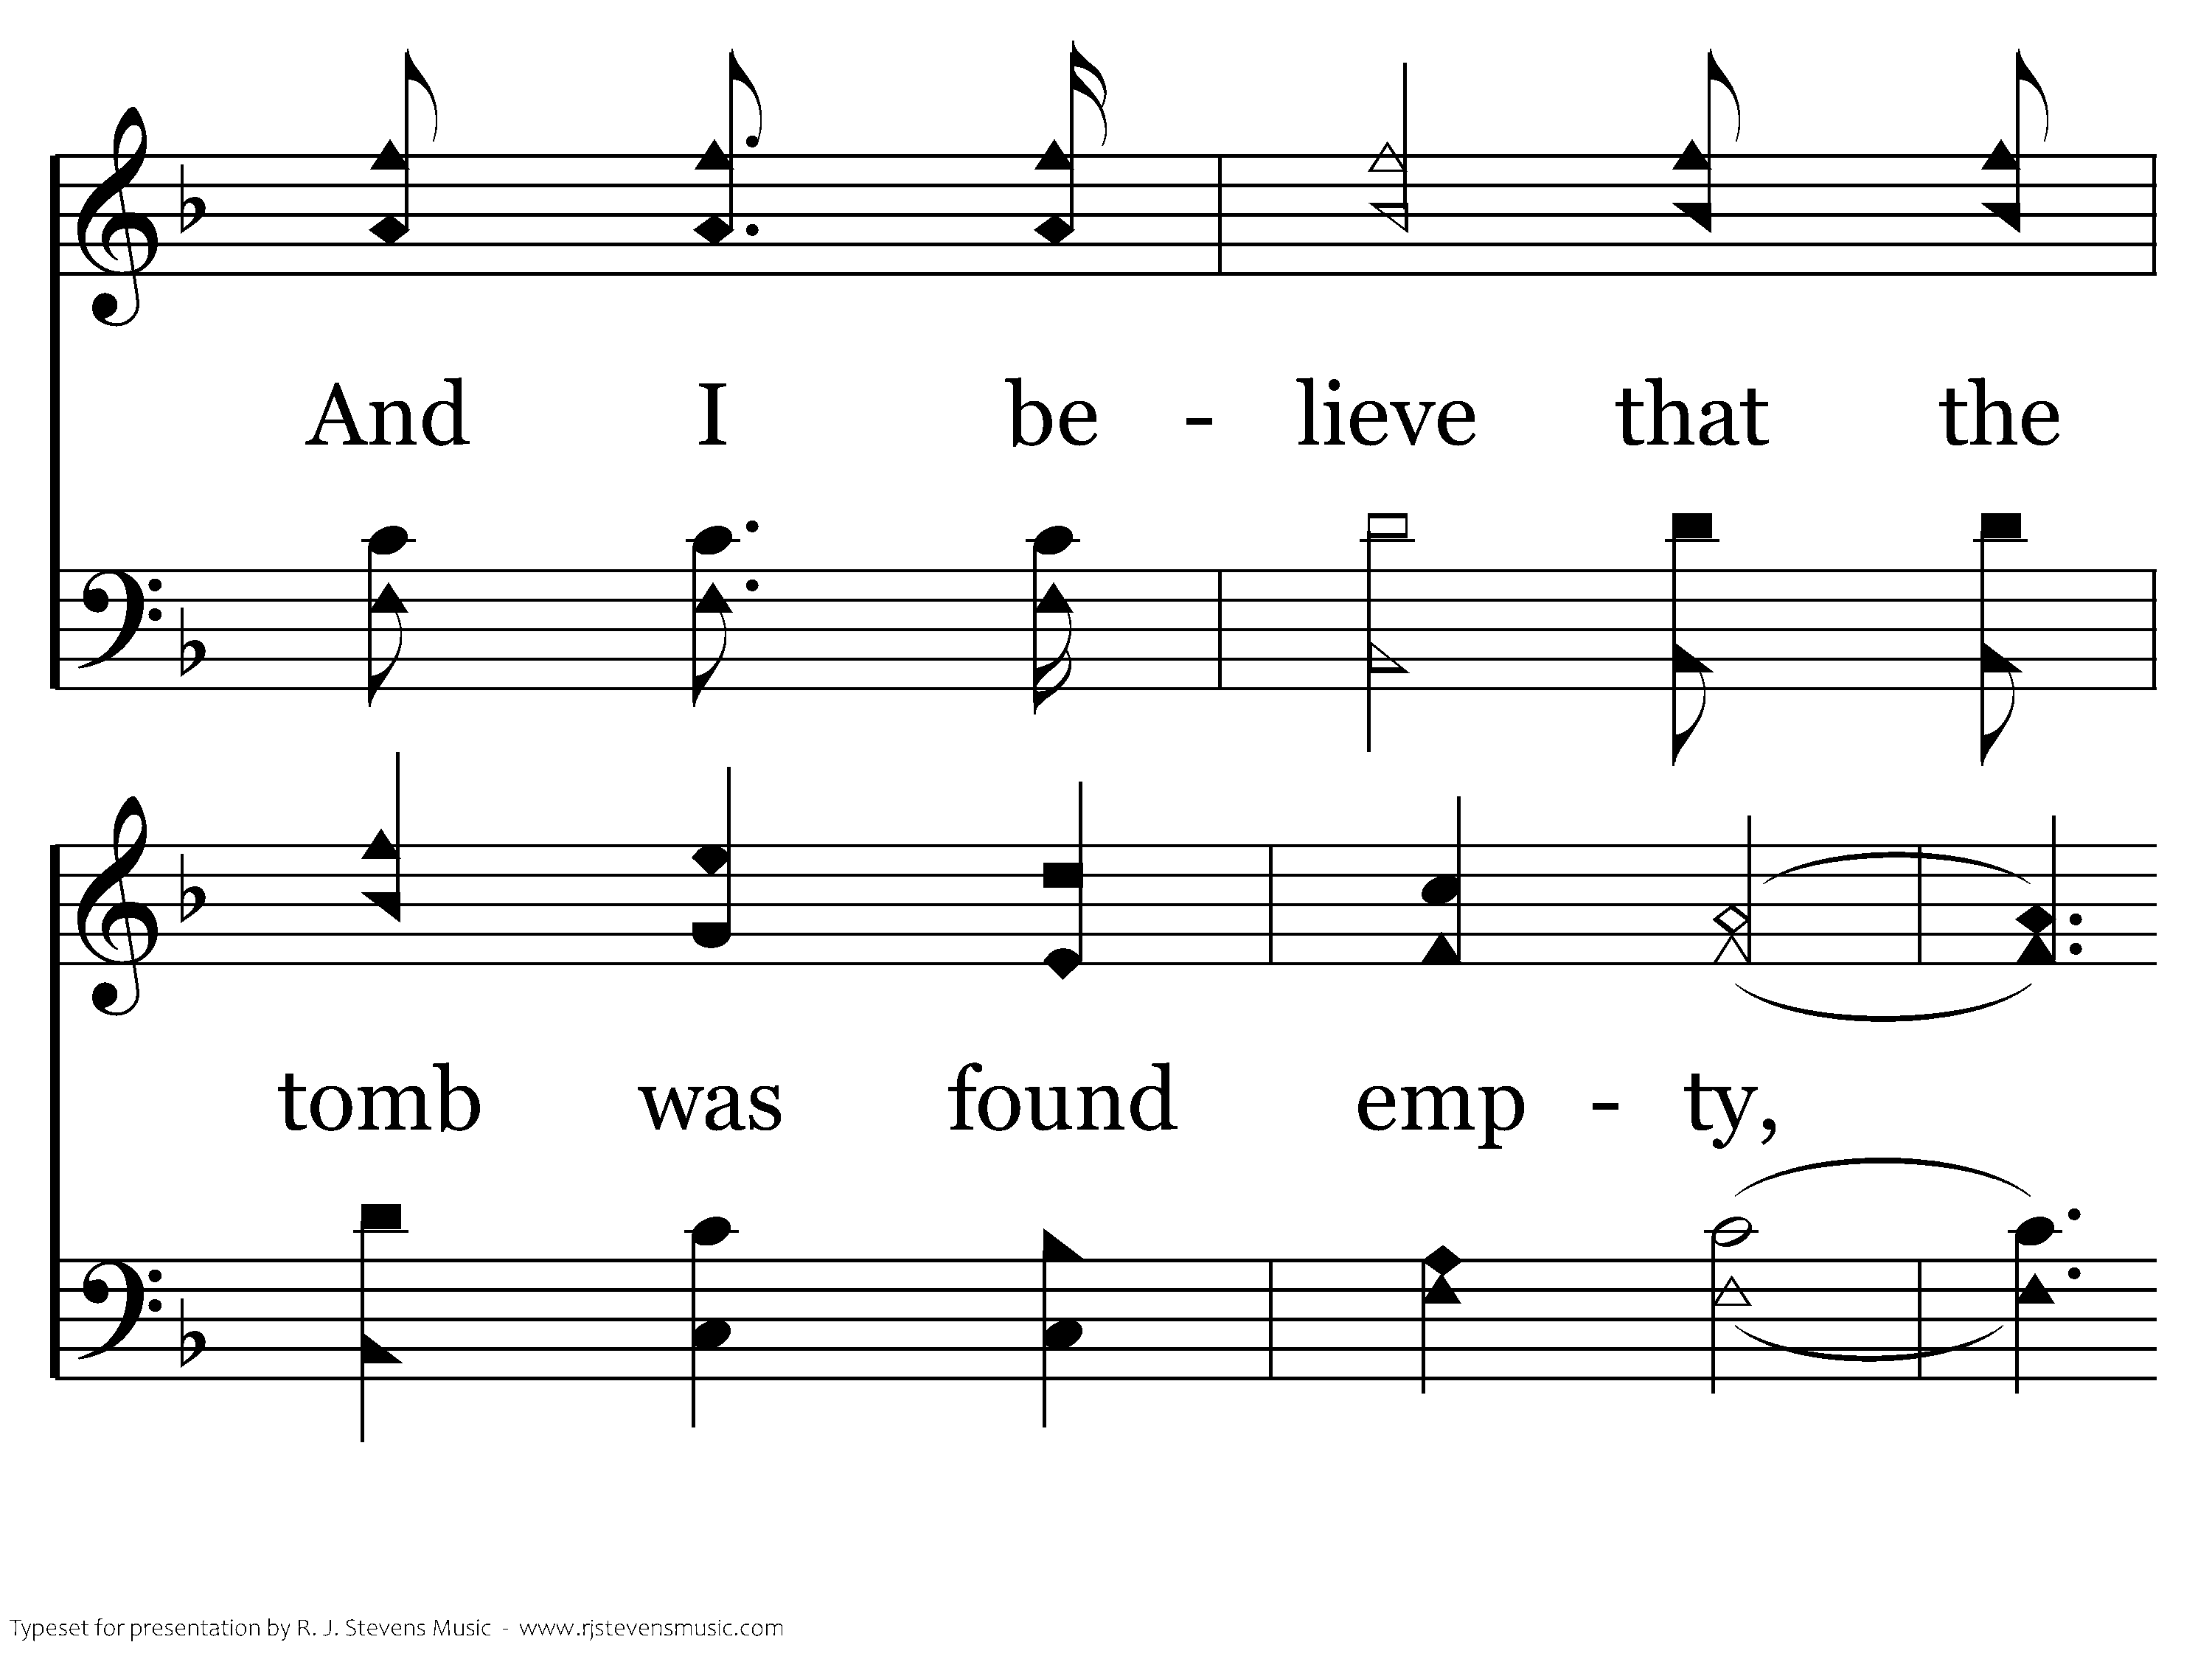 And I be - lieve that the
tomb was found emp - ty,
Typeset for presentation by R. J. Stevens Music - www.rjstevensmusic.com